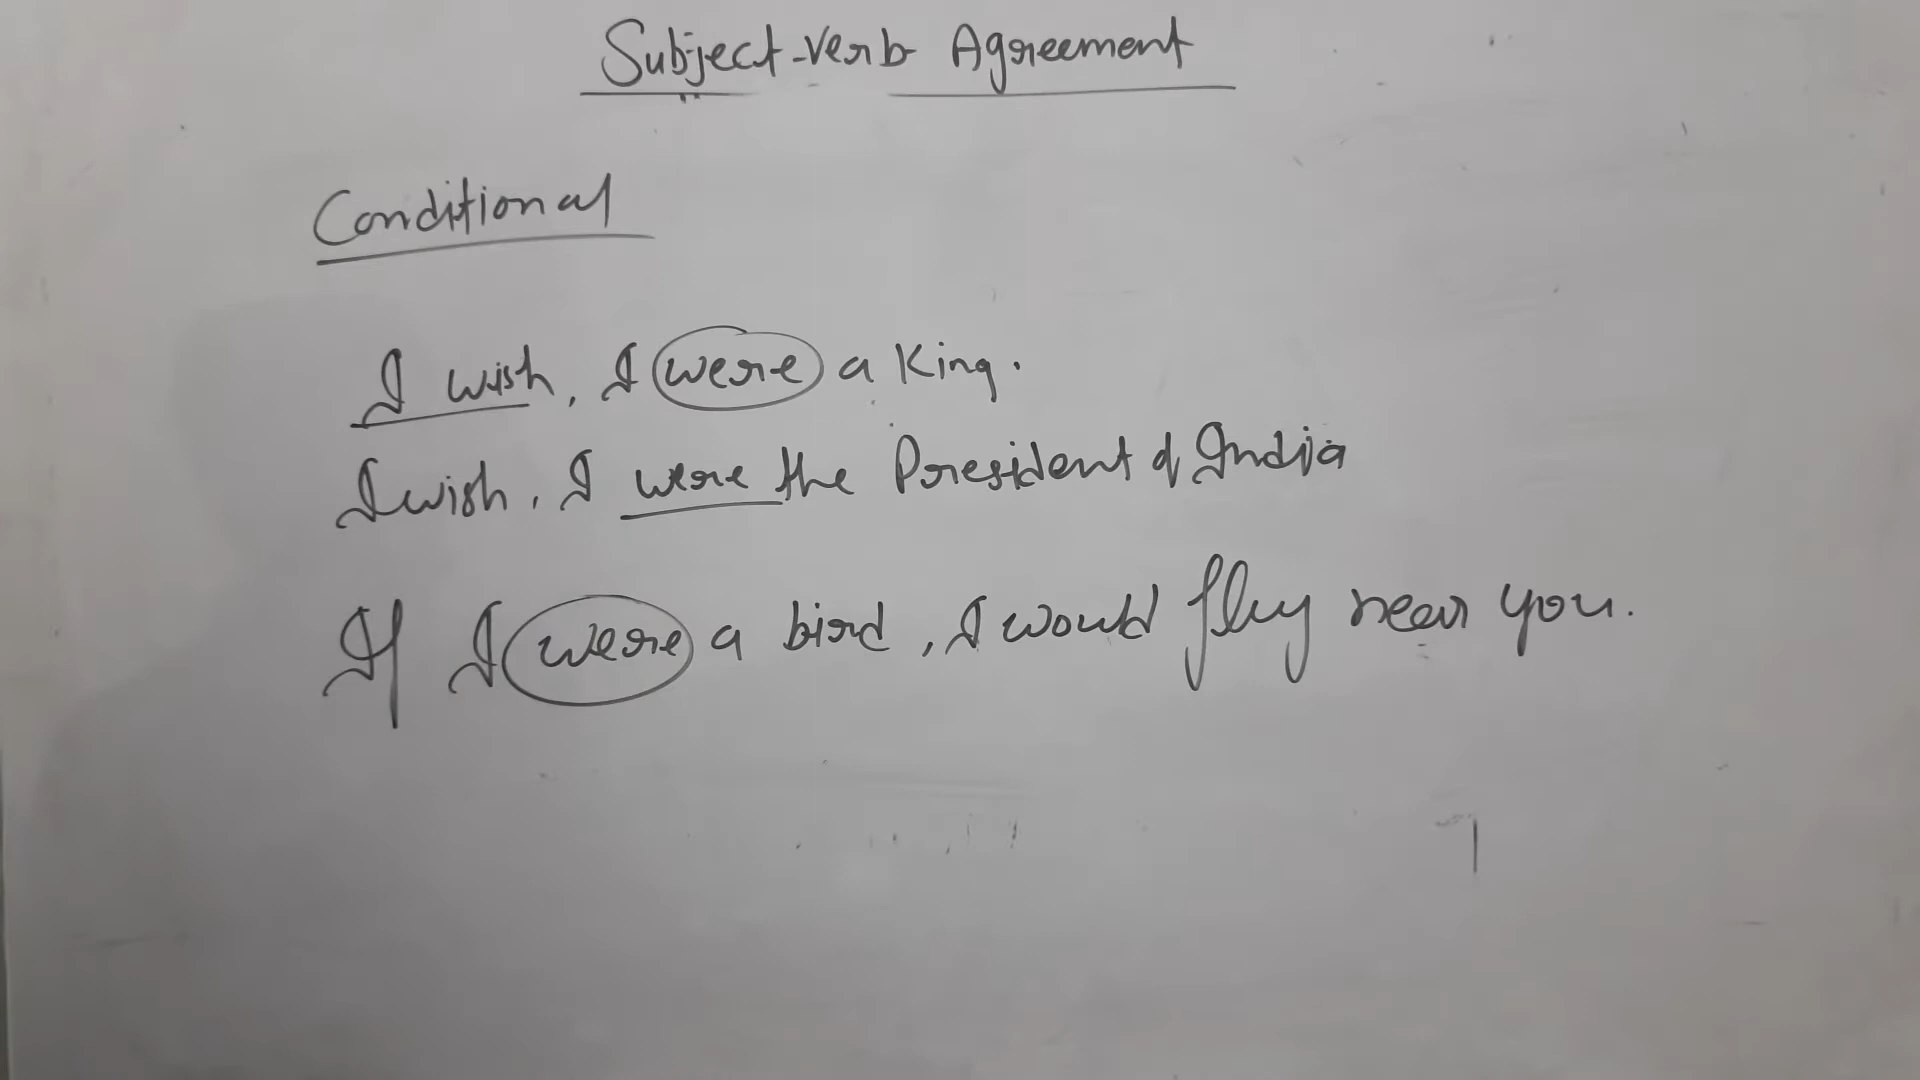 Subject-verb Agreement
Conditional
I wish, I were a King.
I wish, I were the President of India
If I were a bird, I would fly near you.